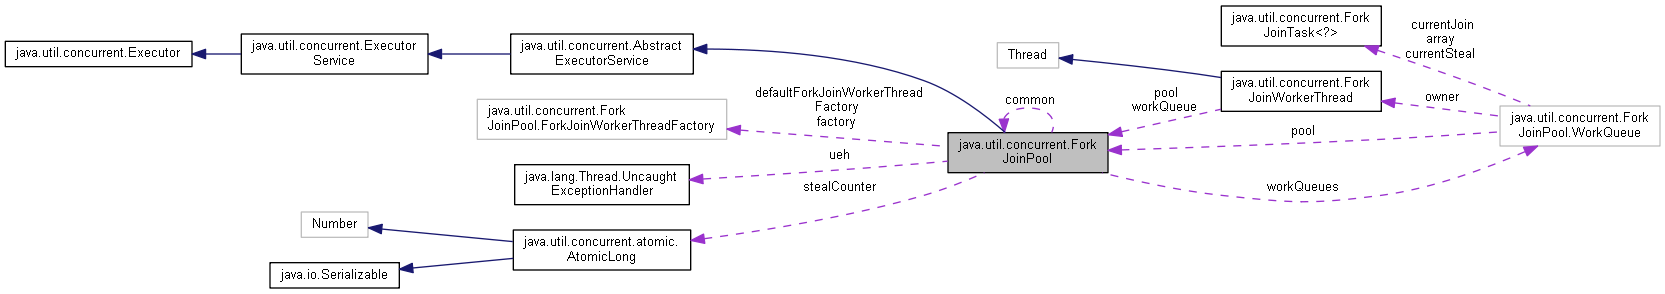 java.util.concurrent.Executor
java.util.concurrent.Executor
Service
java.util.concurrent.Abstract
ExecutorService
java.util.concurrent.Fork
JoinPool.ForkJoinWorkerThreadFactory
java.lang.Thread.Uncaught
ExceptionHandler
Number
java.io.Serializable
java.util.concurrent.atomic.
AtomicLong
defaultForkJoinWorkerThread
Factory
factory
ueh
stealCounter
common
java.util.concurrent.Fork
JoinPool
Thread
java.util.concurrent.Fork
JoinTask<?>
java.util.concurrent.Fork
JoinWorkerThread
pool
workQueue
currentJoin
array
currentSteal
owner
pool
workQueues
java.util.concurrent.Fork
JoinPool.WorkQueue